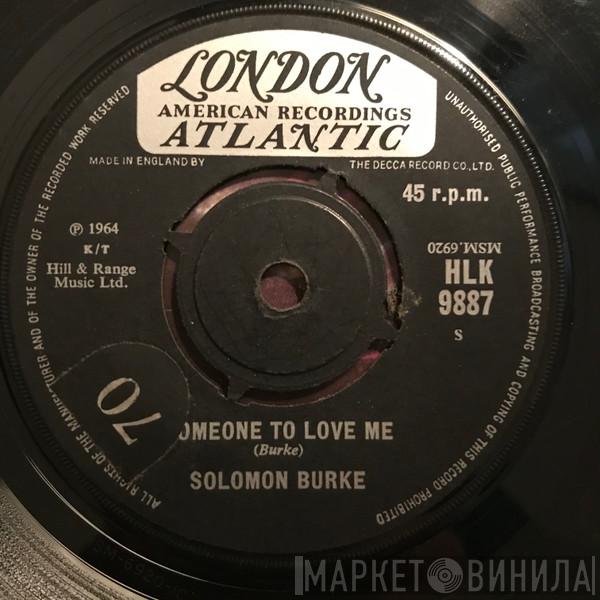 LONDON
AMERICAN RECORDINGS
ATLANTIC
MADE IN ENGLAND BY THE DECCA RECORD CO., LTD.
ALL RIGHTS OF THE MANUFACTURER AND OF THE OWNER OF THE RECORDED WORK RESERVED
UNAUTHORISED PUBLIC PERFORMANCE BROADCASTING AND COPYING OF THIS RECORD PROHIBITED
45 r.p.m.
℗ 1964
K/T
Hill & Range
Music Ltd.
MSM.6920
HLK
9887
S
70
OMEONE TO LOVE ME
(Burke)
SOLOMON BURKE
МАРКЕТ ВИНИЛА